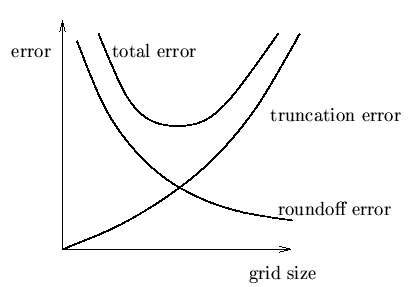 error
total error
truncation error
roundoff error
grid size